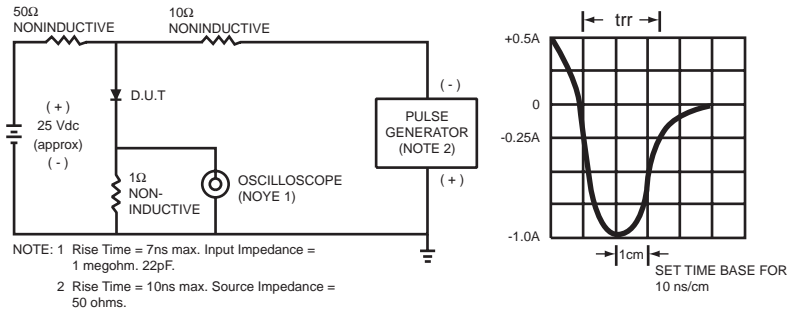 50Ω
NONINDUCTIVE
10Ω
NONINDUCTIVE
D.U.T
( + )
25 Vdc
(approx)
( - )
1Ω
NON-
INDUCTIVE
OSCILLOSCOPE
(NOYE 1)
( - )
PULSE
GENERATOR
(NOTE 2)
( + )
NOTE: 1 Rise Time = 7ns max. Input Impedance =
1 megohm. 22pF.
2 Rise Time = 10ns max. Source Impedance =
50 ohms.
trr
+0.5A
0
-0.25A
-1.0A
1cm
SET TIME BASE FOR
10 ns/cm